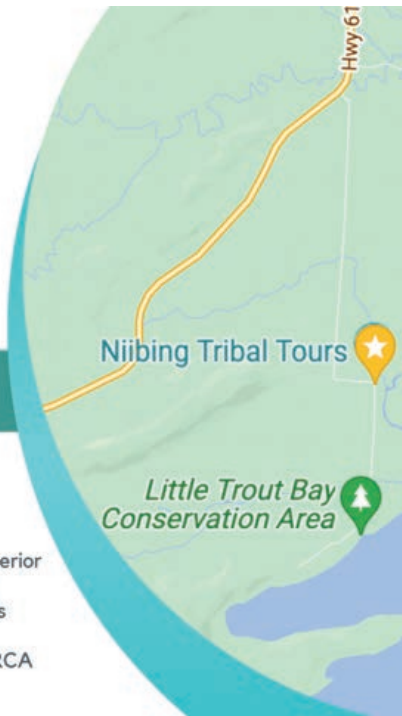 Hwy 61
Niibing Tribal Tours
Little Trout Bay
Conservation Area
erior
s
RCA